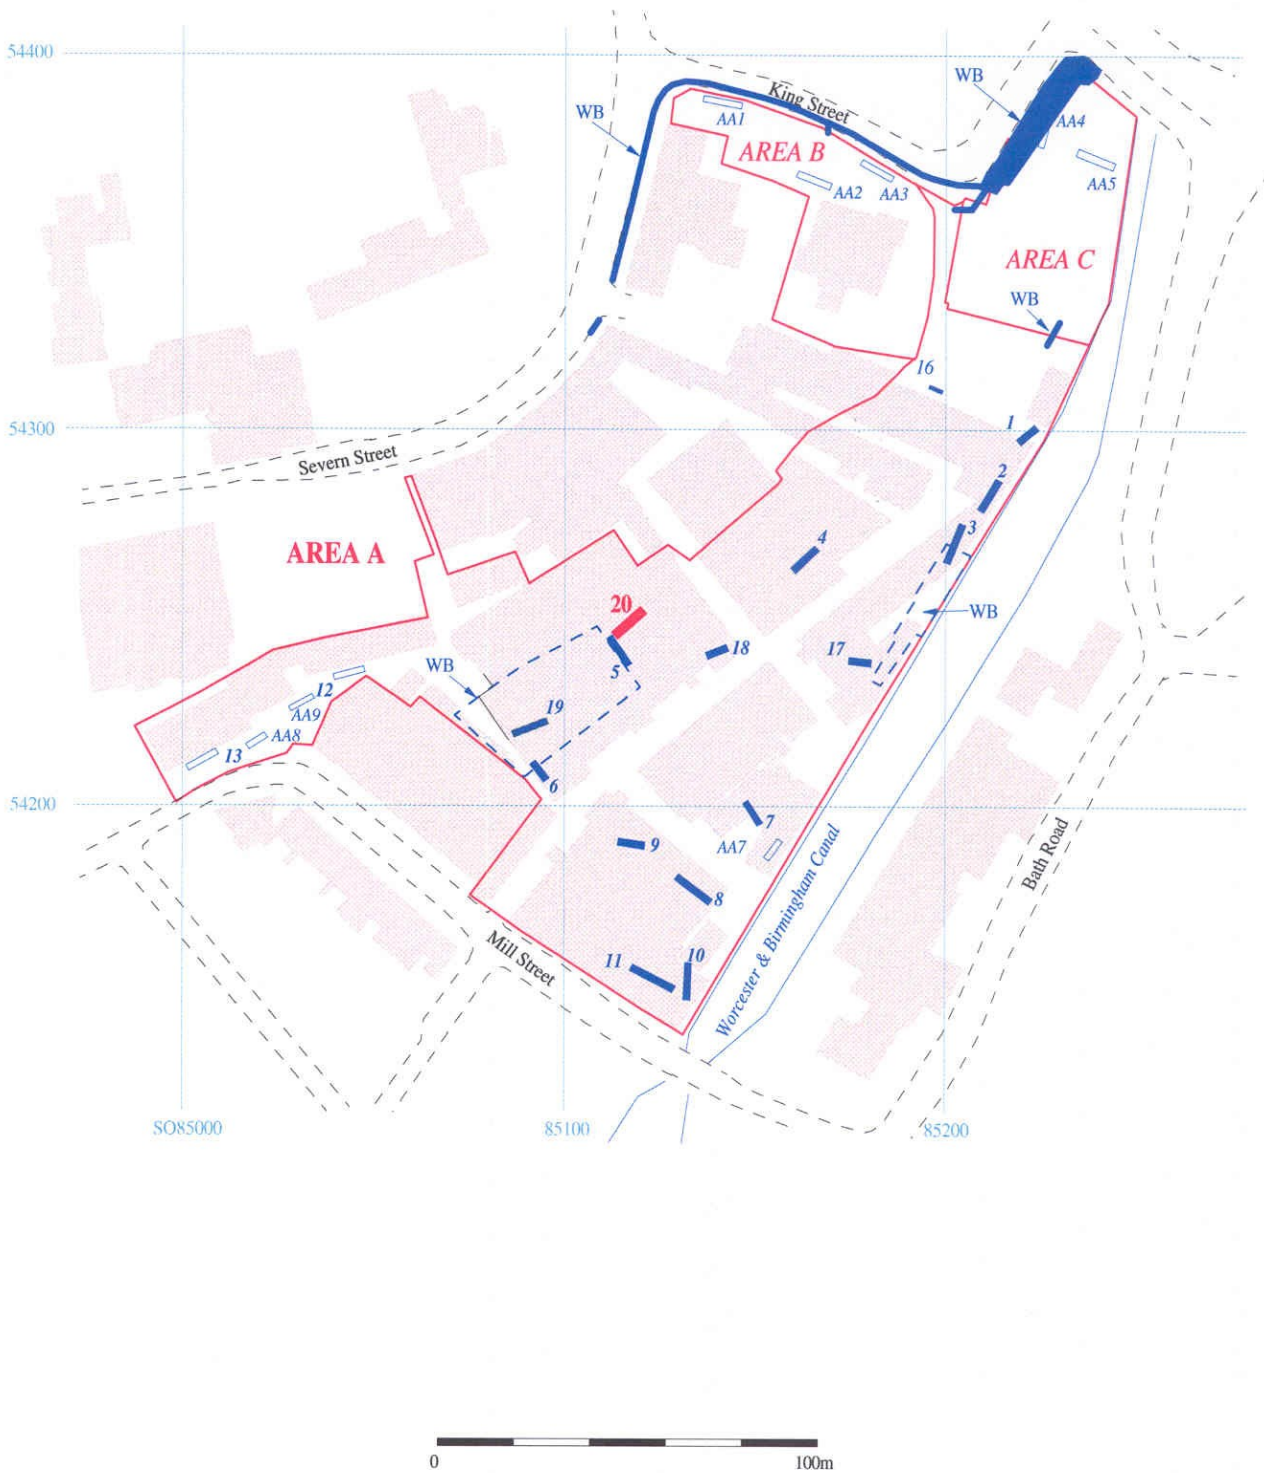 54400
WB
King Street
WB
AA1
AREA B
AA4
AA2
AA3
AA5
AREA C
WB
16
1
54300
Severn Street
2
3
AREA A
4
20
WB
5
18
17
WB
12
19
AA9
AA8
13
6
54200
7
AA7
9
8
Bath Road
Worcester & Birmingham Canal
Mill Street
11
10
SO85000
85100
85200
0
100m